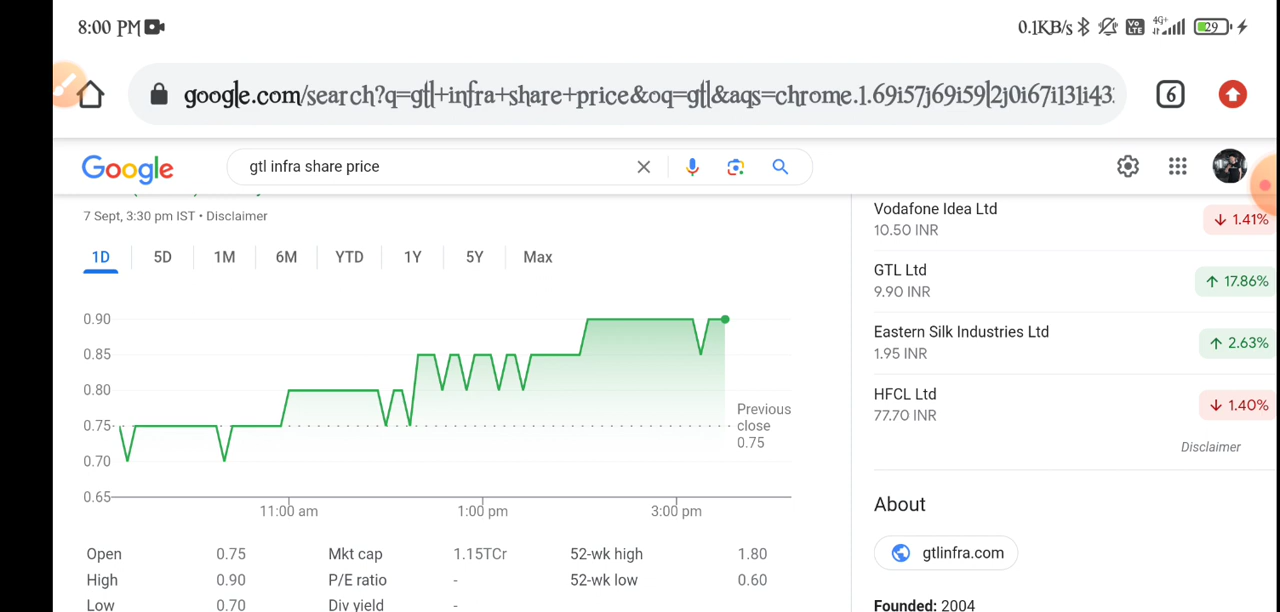 8:00 PM
0.1KB/s
Vo LTE
4G+
29
google.com/search?q=gtl+infra+share+price&oq=gtl&aqs=chrome.1.69i57j69i59l2j0i67i131i43
6
Google
gtl infra share price
7 Sept, 3:30 pm IST • Disclaimer
1D 5D 1M 6M YTD 1Y 5Y Max
0.90
0.85
0.80
0.75
0.70
0.65
Previous
close
0.75
11:00 am 1:00 pm 3:00 pm
Open 0.75 Mkt cap 1.15TCr 52-wk high 1.80
High 0.90 P/E ratio - 52-wk low 0.60
Low 0.70 Div yield -
Vodafone Idea Ltd
10.50 INR
↓ 1.41%
GTL Ltd
9.90 INR
↑ 17.86%
Eastern Silk Industries Ltd
1.95 INR
↑ 2.63%
HFCL Ltd
77.70 INR
↓ 1.40%
Disclaimer
About
gtlinfra.com
Founded: 2004